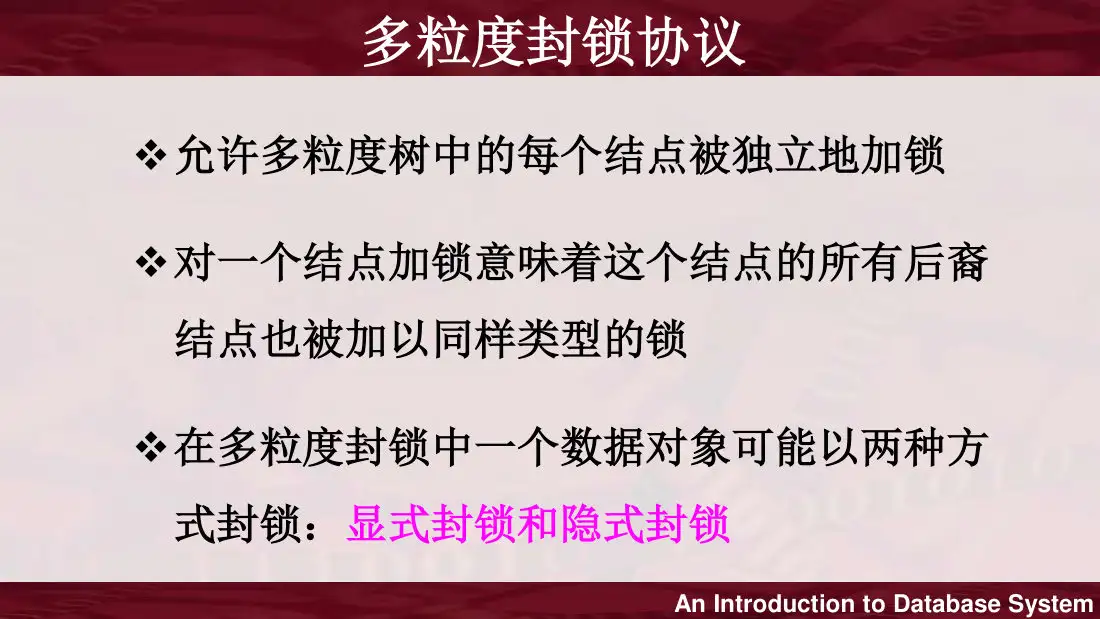 多粒度封锁协议
❖允许多粒度树中的每个结点被独立地加锁
❖对一个结点加锁意味着这个结点的所有后裔
结点也被加以同样类型的锁
❖在多粒度封锁中一个数据对象可能以两种方
式封锁：显式封锁和隐式封锁
An Introduction to Database System